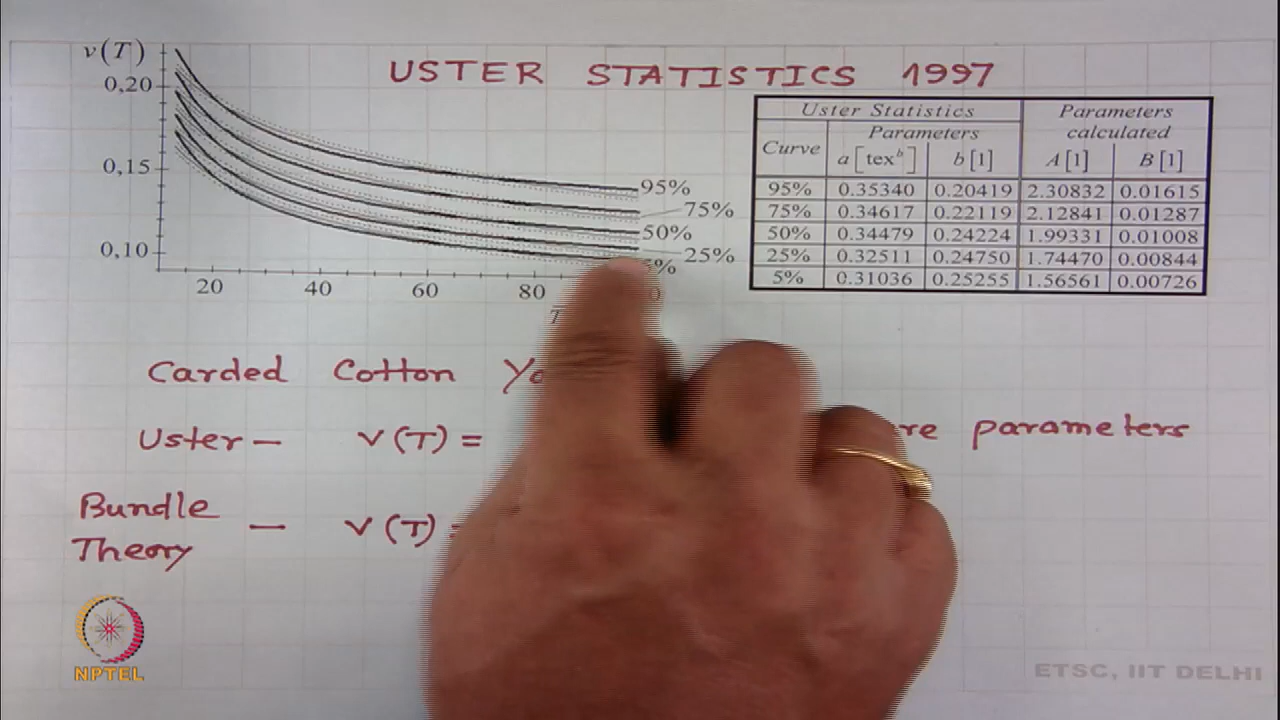 USTER STATISTICS 1997
v(T)
0,20
0,15
0,10
95%
75%
50%
25%
5%
20 40 60 80
Uster Statistics Parameters calculated
Curve Parameters
a [tex^b] b [1] A [1] B [1]
95% 0.35340 0.20419 2.30832 0.01615
75% 0.34617 0.22119 2.12841 0.01287
50% 0.34479 0.24224 1.99331 0.01008
25% 0.32511 0.24750 1.74470 0.00844
5% 0.31036 0.25255 1.56561 0.00726
Carded Cotton
Uster – v(T) = parameters
Bundle
Theory – v(T)
NPTEL
ETSC, IIT DELHI